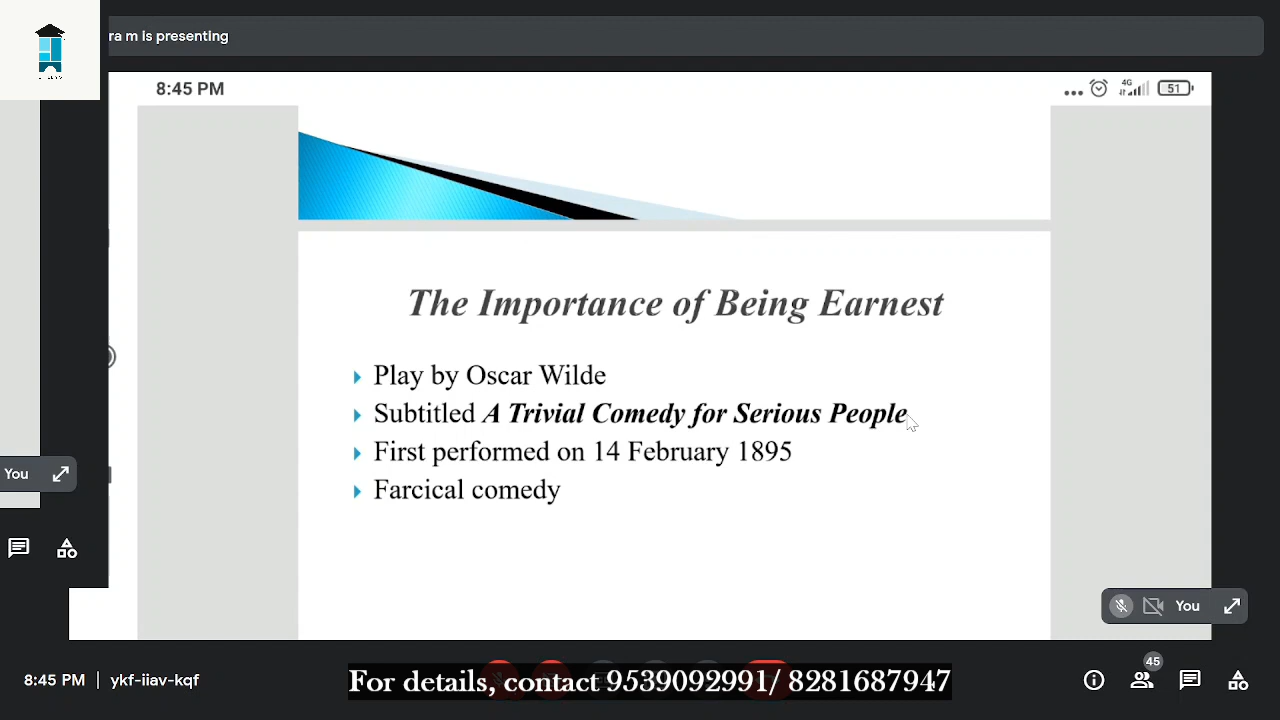 ra m is presenting
8:45 PM
4G
51
The Importance of Being Earnest
Play by Oscar Wilde
Subtitled A Trivial Comedy for Serious People
First performed on 14 February 1895
Farcical comedy
You
You
45
8:45 PM | ykf-iiav-kqf
For details, contact 9539092991/ 8281687947